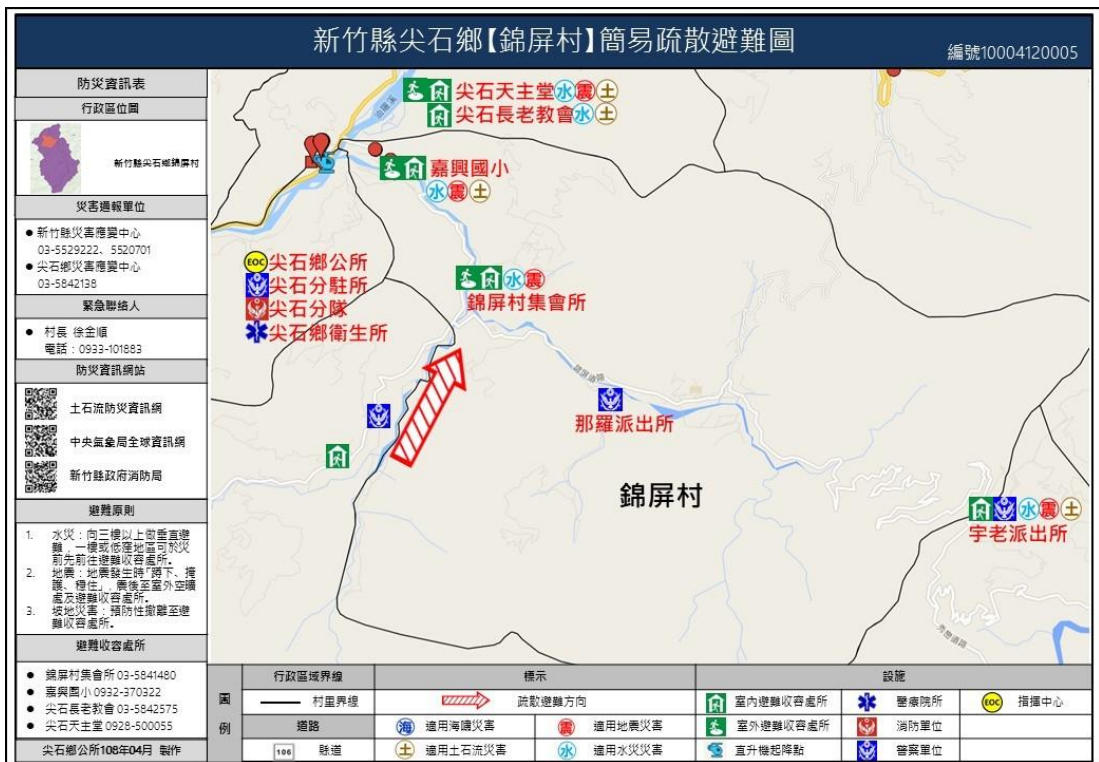 新竹縣尖石鄉【錦屏村】簡易疏散避難圖
編號10004120005
防災資訊表
行政區位圖
新竹縣尖石鄉錦屏村
災害通報單位
● 新竹縣災害應變中心
03-5529222、5520701
● 尖石鄉災害應變中心
03-5842138
緊急聯絡人
● 村長 徐金順
電話：0933-101883
防災資訊網站
土石流防災資訊網
中央氣象局全球資訊網
新竹縣政府消防局
避難原則
1. 水災：向三樓以上做垂直避
難，一樓或低窪地區可於災
前先前往避難收容處所。
2. 地震：地震發生時「蹲下、掩
護、穩住」，震後至室外空曠
處及避難收容處所。
3. 坡地災害：預防性撤離至避
難收容處所。
避難收容處所
● 錦屏村集會所 03-5841480
● 嘉興國小 0932-370322
● 尖石長老教會 03-5842575
● 尖石天主堂 0928-500055
尖石鄉公所108年04月 製作
尖石天主堂 水 震 土
尖石長老教會 水 土
嘉興國小
水 震 土
EOC 尖石鄉公所
尖石分駐所
尖石分隊
尖石鄉衛生所
水 震
錦屏村集會所
那羅派出所
錦屏村
水 震 土
宇老派出所
圖例
行政區域界線
標示
設施
村里界線
疏散避難方向
室內避難收容處所
醫療院所
EOC 指揮中心
道路
海 適用海嘯災害
震 適用地震災害
室外避難收容處所
消防單位
106 縣道
土 適用土石流災害
水 適用水災災害
直升機起降點
警察單位